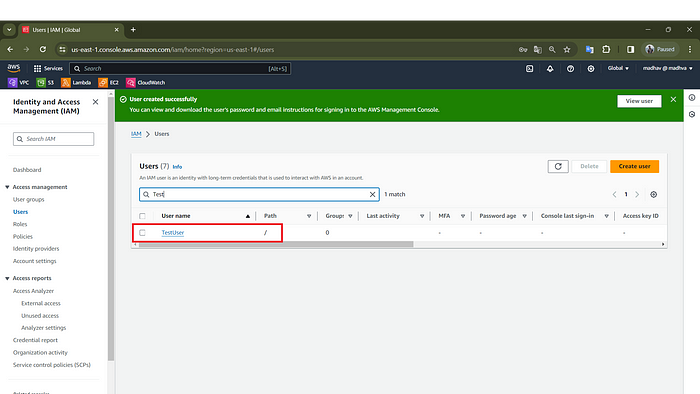 Users | IAM | Global
us-east-1.console.aws.amazon.com/iam/home?region=us-east-1#/users
Paused
aws
Services
Search
[Alt+S]
Global
madhav @ madhva
VPC
S3
Lambda
EC2
CloudWatch
Identity and Access
Management (IAM)
Search IAM
Dashboard
Access management
User groups
Users
Roles
Policies
Identity providers
Account settings
Access reports
Access Analyzer
External access
Unused access
Analyzer settings
Credential report
Organization activity
Service control policies (SCPs)
User created successfully
You can view and download the user's password and email instructions for signing in to the AWS Management Console.
View user
IAM > Users
Users (7) Info
An IAM user is an identity with long-term credentials that is used to interact with AWS in an account.
Delete
Create user
Test
1 match
1
User name
Path
Group:
Last activity
MFA
Password age
Console last sign-in
Access key ID
TestUser
/
0
-
-
-
-